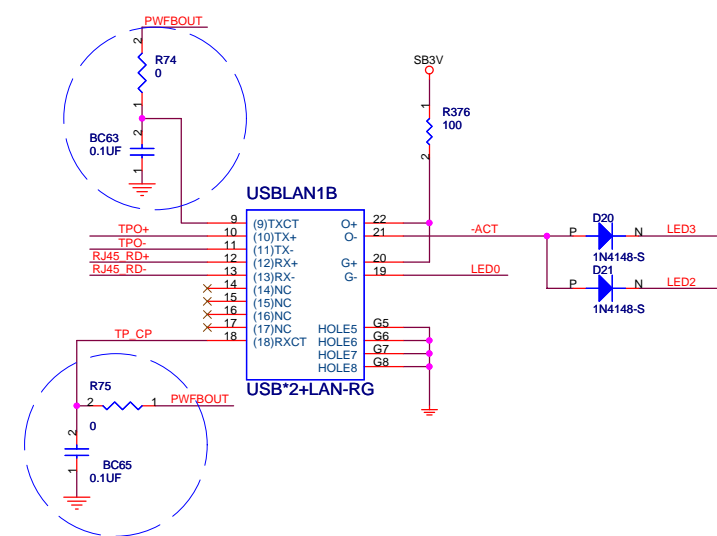 PWFBOUT
2
R74
0
1
2
BC63
0.1UF
1
SB3V
1
R376
100
2
USBLAN1B
9 (9)TXCT O+ 22
TPO+ 10 (10)TX+ O- 21 -ACT
TPO- 11 (11)TX-
RJ45_RD+ 12 (12)RX+ G+ 20
RJ45_RD- 13 (13)RX- G- 19 LED0
14 (14)NC
15 (15)NC
16 (16)NC
17 (17)NC HOLE5 G5
TP_CP 18 (18)RXCT HOLE6 G6
HOLE7 G7
HOLE8 G8
USB*2+LAN-RG
D20
P N LED3
1N4148-S
D21
P N LED2
1N4148-S
R75
2 1 PWFBOUT
0
2
BC65
1 0.1UF